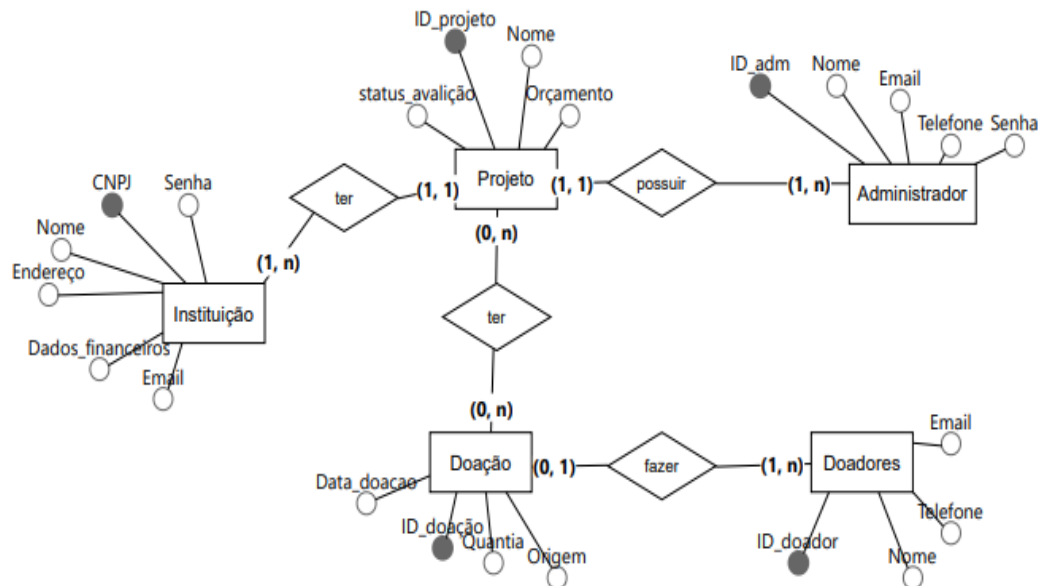 ID_projeto
Nome
status_avalição
Orçamento
Projeto
ID_adm
Nome
Email
Telefone
Senha
Administrador
(1, 1)
possuir
(1, n)
CNPJ
Senha
Nome
Endereço
Dados_financeiros
Email
Instituição
(1, n)
ter
(1, 1)
(0, n)
ter
(0, n)
Doação
Data_doacao
ID_doação
Quantia
Origem
(0, 1)
fazer
(1, n)
Doadores
Email
Telefone
Nome
ID_doador